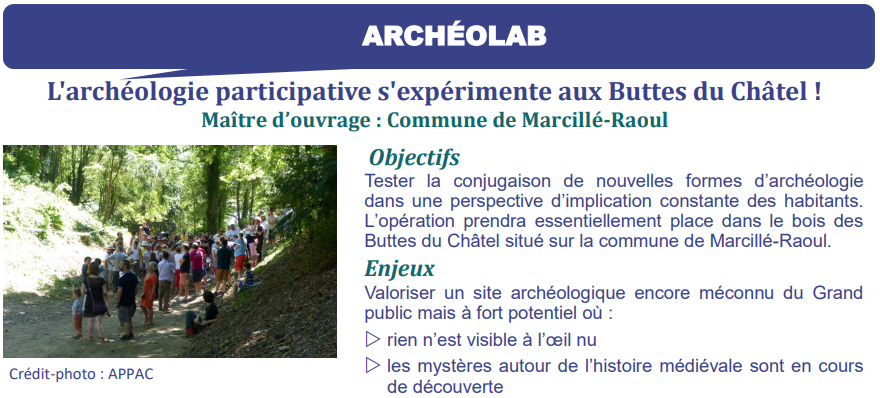 ARCHÉOLAB
L'archéologie participative s'expérimente aux Buttes du Châtel !
Maître d'ouvrage : Commune de Marcillé-Raoul
Objectifs
Tester la conjugaison de nouvelles formes d'archéologie
dans une perspective d'implication constante des habitants.
L'opération prendra essentiellement place dans le bois des
Buttes du Châtel situé sur la commune de Marcillé-Raoul.
Enjeux
Valoriser un site archéologique encore méconnu du Grand
public mais à fort potentiel où :
▷ rien n'est visible à l'œil nu
▷ les mystères autour de l'histoire médiévale sont en cours
de découverte
Crédit-photo : APPAC